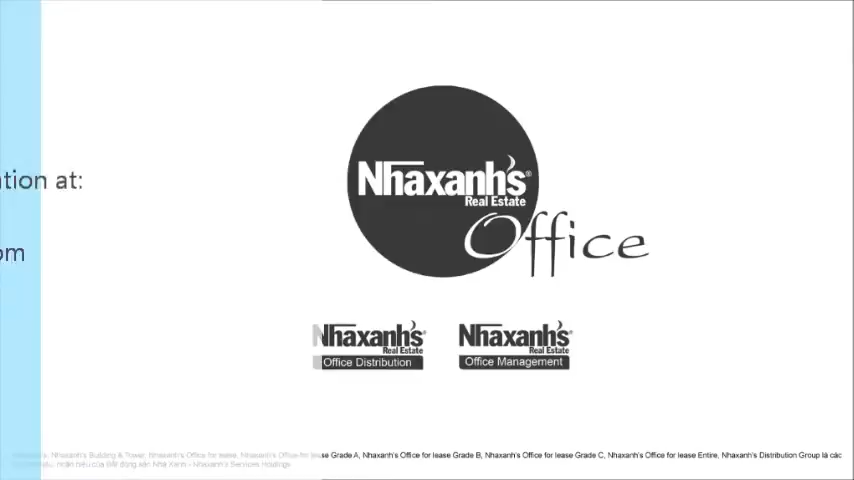 tion at:
om
Nhaxanh's®
Real Estate
Office
Nhaxanh's®
Real Estate
Office Distribution
Nhaxanh's®
Real Estate
Office Management
Nhaxanh's Building & Tower, Nhaxanh's Office for lease, Nhaxanh's Office for lease Grade A, Nhaxanh's Office for lease Grade B, Nhaxanh's Office for lease Grade C, Nhaxanh's Office for lease Entire, Nhaxanh's Distribution Group là các
nhãn hiệu của Bất động sản Nhà Xanh - Nhaxanh's Services Holdings